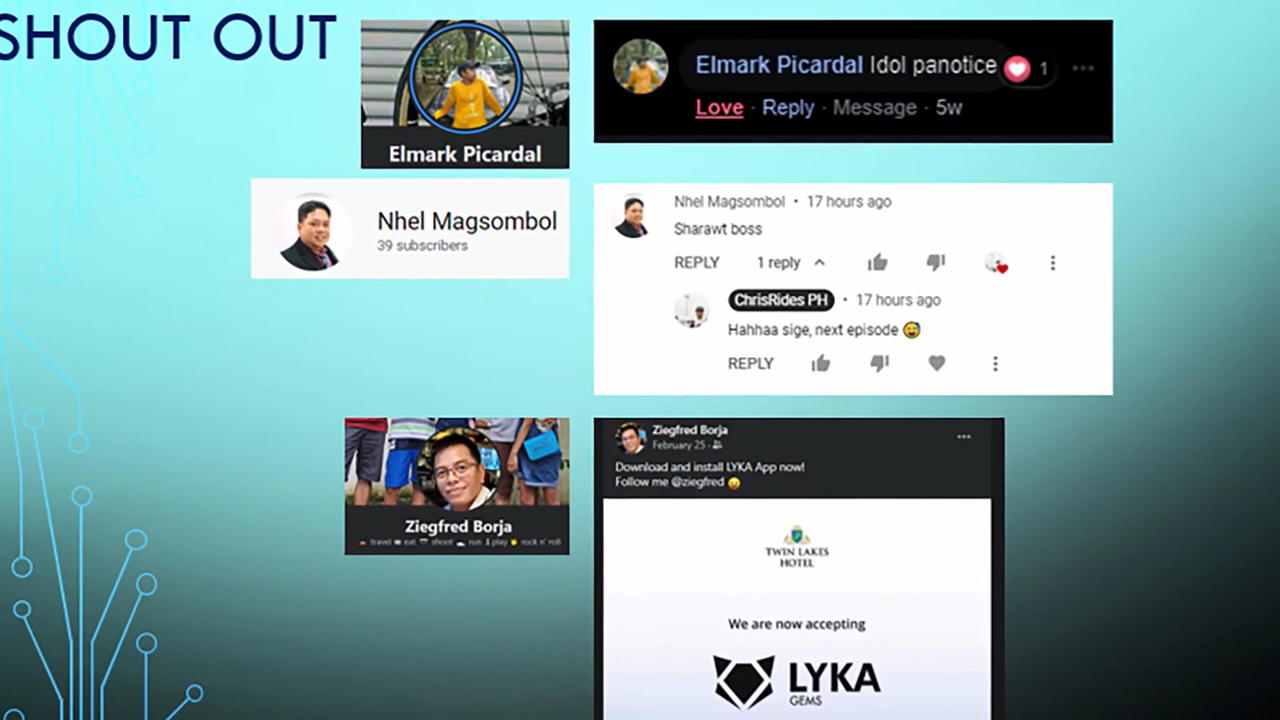 SHOUT OUT
Elmark Picardal
Elmark Picardal Idol panotice
1
Love · Reply · Message · 5w
Nhel Magsombol
39 subscribers
Nhel Magsombol • 17 hours ago
Sharawt boss
REPLY 1 reply
ChrisRides PH • 17 hours ago
Hahhaa sige, next episode 😅
REPLY
Ziegfred Borja
travel eat shoot run play rock n' roll
Ziegfred Borja
February 25 ·
Download and install LYKA App now!
Follow me @ziegfred 😛
TWIN LAKES
HOTEL
We are now accepting
LYKA
GEMS